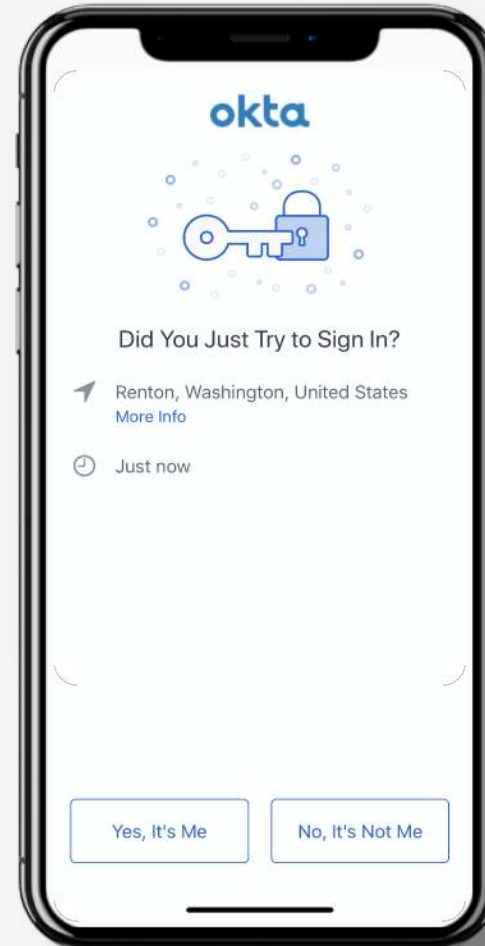 okta
Did You Just Try to Sign In?
Renton, Washington, United States
More Info
Just now
Yes, It's Me
No, It's Not Me